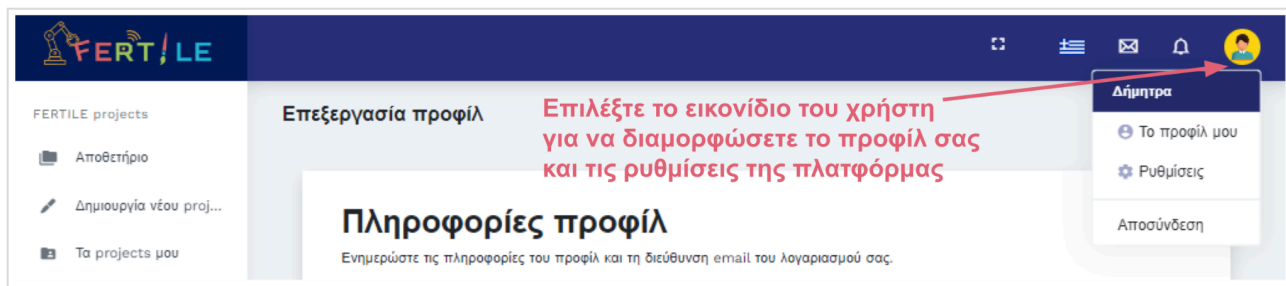 FERTILE
FERTILE projects
Αποθετήριο
Δημιουργία νέου proj...
Τα projects μου
Επεξεργασία προφίλ
Επιλέξτε το εικονίδιο του χρήστη
για να διαμορφώσετε το προφίλ σας
και τις ρυθμίσεις της πλατφόρμας
Πληροφορίες προφίλ
Ενημερώστε τις πληροφορίες του προφίλ και τη διεύθυνση email του λογαριασμού σας.
Δήμητρα
Το προφίλ μου
Ρυθμίσεις
Αποσύνδεση